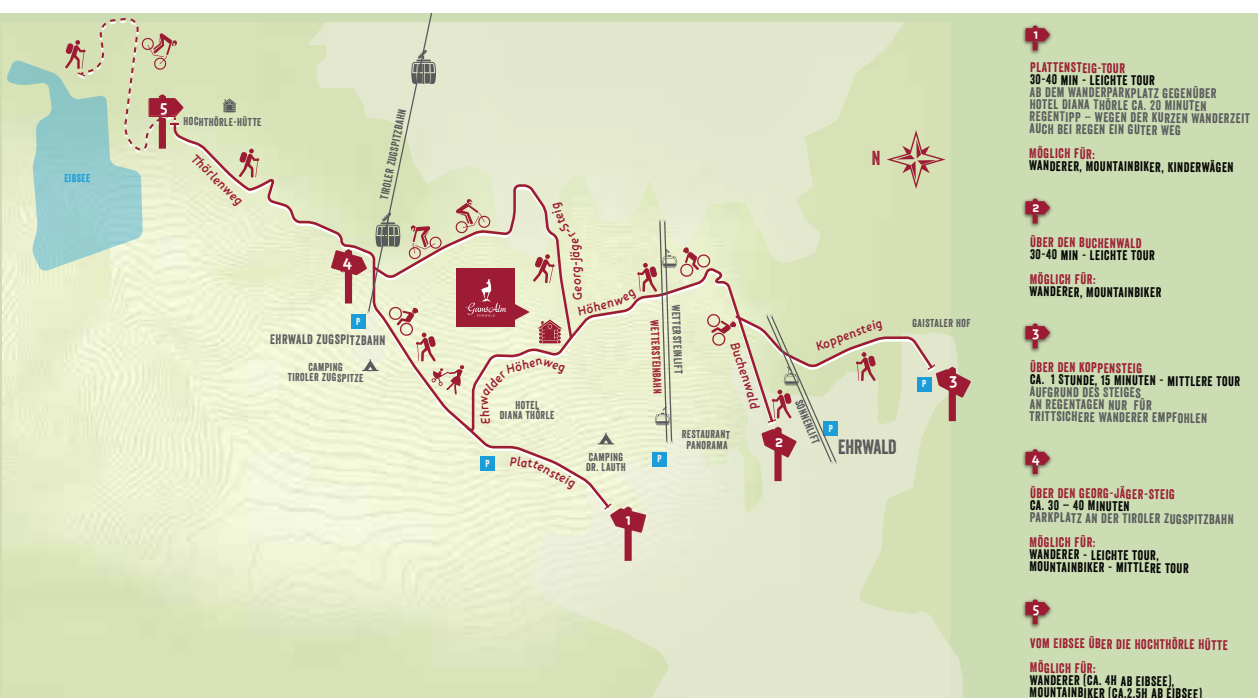 5
HOCHTHÖRLE-HÜTTE
EIBSEE
Thörlenweg
TIROLER ZUGSPITZBAHN
4
P
EHRWALD ZUGSPITZBAHN
CAMPING
TIROLER ZUGSPITZE
GamsAlm
EHRWALD
Georg-Jäger-Steig
Höhenweg
Ehrwalder Höhenweg
HOTEL
DIANA THÖRLE
P
Plattensteig
1
CAMPING
DR. LAUTH
WETTERSTEINBAHN
WETTERSTEINLIFT
P
RESTAURANT
PANORAMA
Buchenwald
2
SONNENLIFT
P
EHRWALD
Koppensteig
GAISTALER HOF
P
3
N
1
PLATTENSTEIG-TOUR
30-40 MIN - LEICHTE TOUR
AB DEM WANDERPARKPLATZ GEGENÜBER
HOTEL DIANA THÖRLE CA. 20 MINUTEN
REGENTIPP – WEGEN DER KURZEN WANDERZEIT
AUCH BEI REGEN EIN GUTER WEG
MÖGLICH FÜR:
WANDERER, MOUNTAINBIKER, KINDERWÄGEN
2
ÜBER DEN BUCHENWALD
30-40 MIN - LEICHTE TOUR
MÖGLICH FÜR:
WANDERER, MOUNTAINBIKER
3
ÜBER DEN KOPPENSTEIG
CA. 1 STUNDE, 15 MINUTEN - MITTLERE TOUR
AUFGRUND DES STEIGES
AN REGENTAGEN NUR FÜR
TRITTSICHERE WANDERER EMPFOHLEN
4
ÜBER DEN GEORG-JÄGER-STEIG
CA. 30 – 40 MINUTEN
PARKPLATZ AN DER TIROLER ZUGSPITZBAHN
MÖGLICH FÜR:
WANDERER - LEICHTE TOUR,
MOUNTAINBIKER - MITTLERE TOUR
5
VOM EIBSEE ÜBER DIE HOCHTHÖRLE HÜTTE
MÖGLICH FÜR:
WANDERER (CA. 4H AB EIBSEE),
MOUNTAINBIKER (CA.2,5H AB EIBSEE)